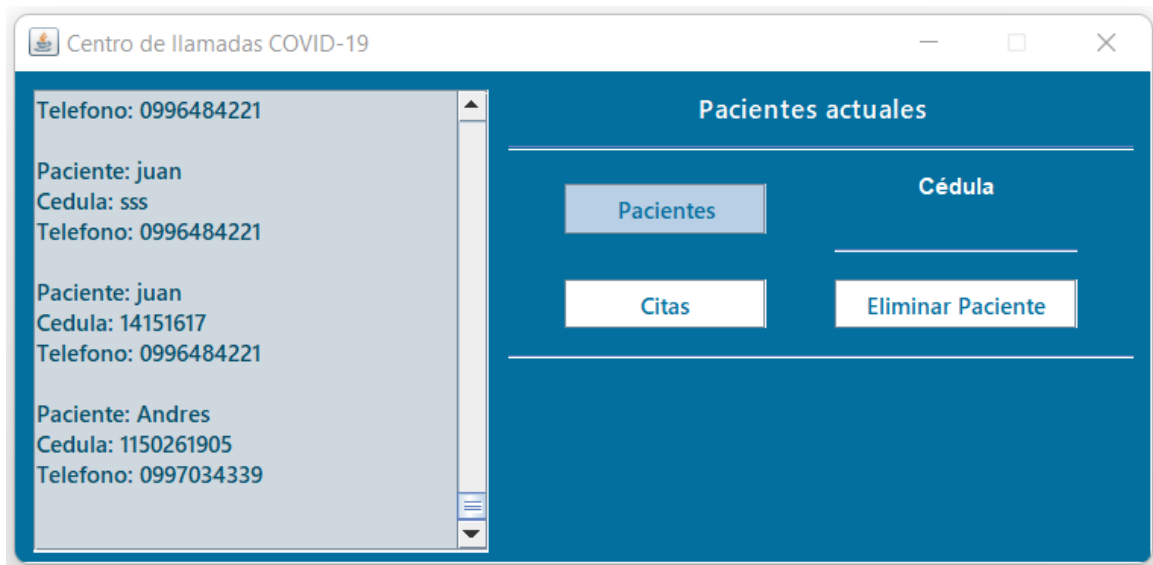 Centro de llamadas COVID-19
Telefono: 0996484221
Paciente: juan
Cedula: sss
Telefono: 0996484221
Paciente: juan
Cedula: 14151617
Telefono: 0996484221
Paciente: Andres
Cedula: 1150261905
Telefono: 0997034339
Pacientes actuales
Pacientes
Cédula
Citas
Eliminar Paciente